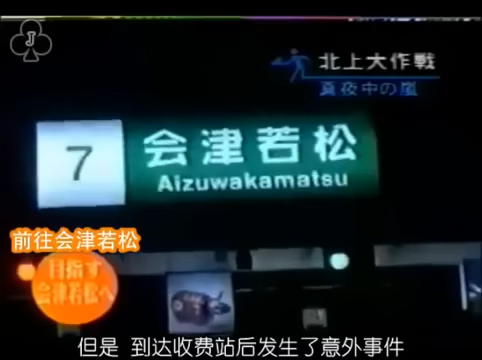 J
北上大作戦
真夜中の嵐
7
会津若松
Aizuwakamatsu
前往会津若松
目指す
会津若松へ
但是 到达收费站后发生了意外事件